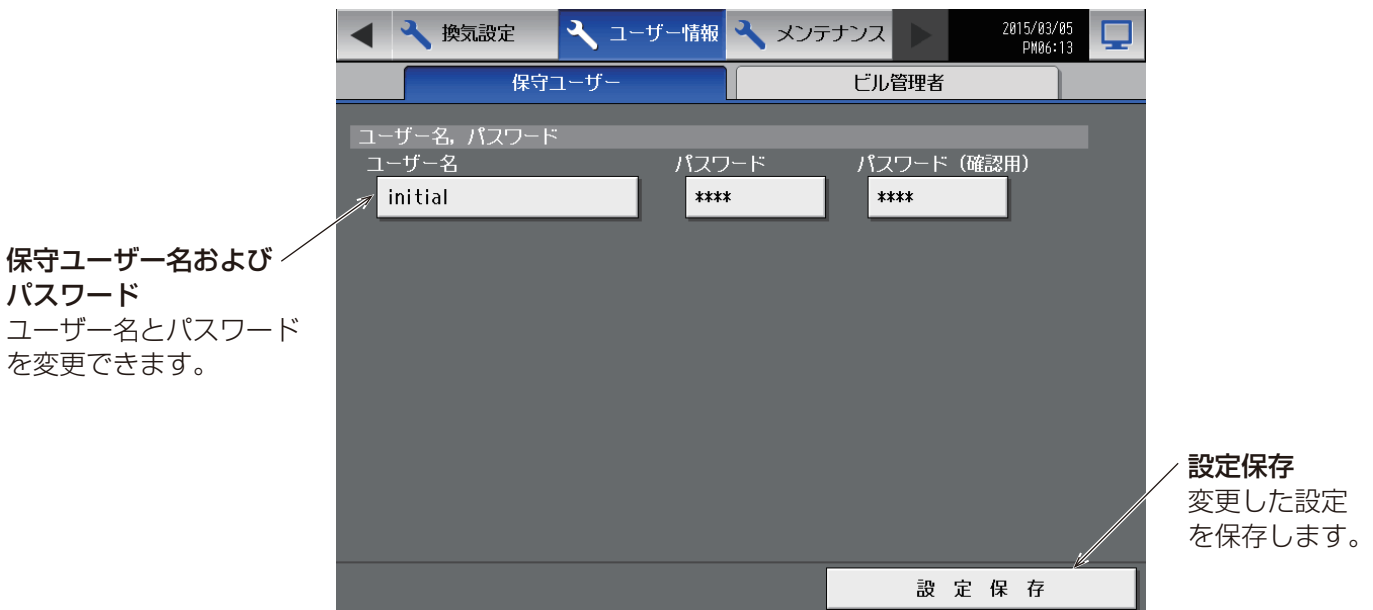 換気設定
ユーザー情報
メンテナンス
2015/03/05
PM06:13
保守ユーザー
ビル管理者
ユーザー名, パスワード
ユーザー名 パスワード パスワード（確認用）
initial **** ****
保守ユーザー名および
パスワード
ユーザー名とパスワード
を変更できます。
設定保存
変更した設定
を保存します。
設 定 保 存